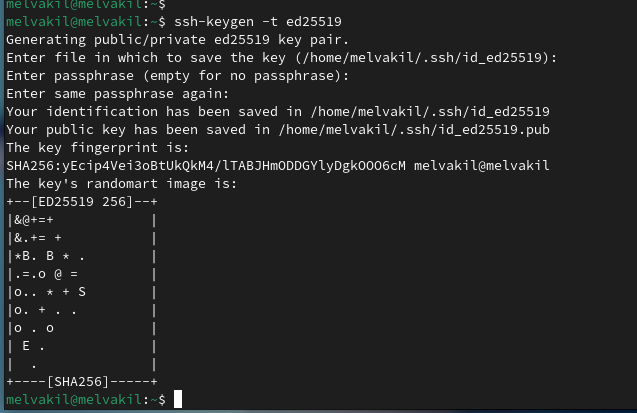 melvakil@melvakil:~$
melvakil@melvakil:~$ ssh-keygen -t ed25519
Generating public/private ed25519 key pair.
Enter file in which to save the key (/home/melvakil/.ssh/id_ed25519):
Enter passphrase (empty for no passphrase):
Enter same passphrase again:
Your identification has been saved in /home/melvakil/.ssh/id_ed25519
Your public key has been saved in /home/melvakil/.ssh/id_ed25519.pub
The key fingerprint is:
SHA256:yEcip4Vei3oBtUkQkM4/lTABJHmODDGYlyDgkOOO6cM melvakil@melvakil
The key's randomart image is:
+--[ED25519 256]--+
|&@+=+            |
|&.+= +           |
|*B. B * .        |
|.=.o @ =         |
|o.. * + S        |
|o. + . .         |
|o . o            |
| E .             |
|  .              |
+----[SHA256]-----+
melvakil@melvakil:~$